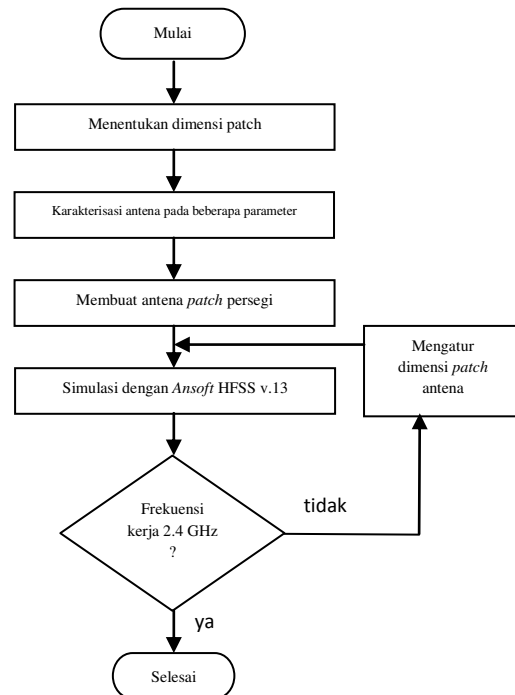 Mulai
Menentukan dimensi patch
Karakterisasi antena pada beberapa parameter
Membuat antena patch persegi
Mengatur
dimensi patch
antena
Simulasi dengan Ansoft HFSS v.13
Frekuensi
kerja 2.4 GHz
?
tidak
ya
Selesai